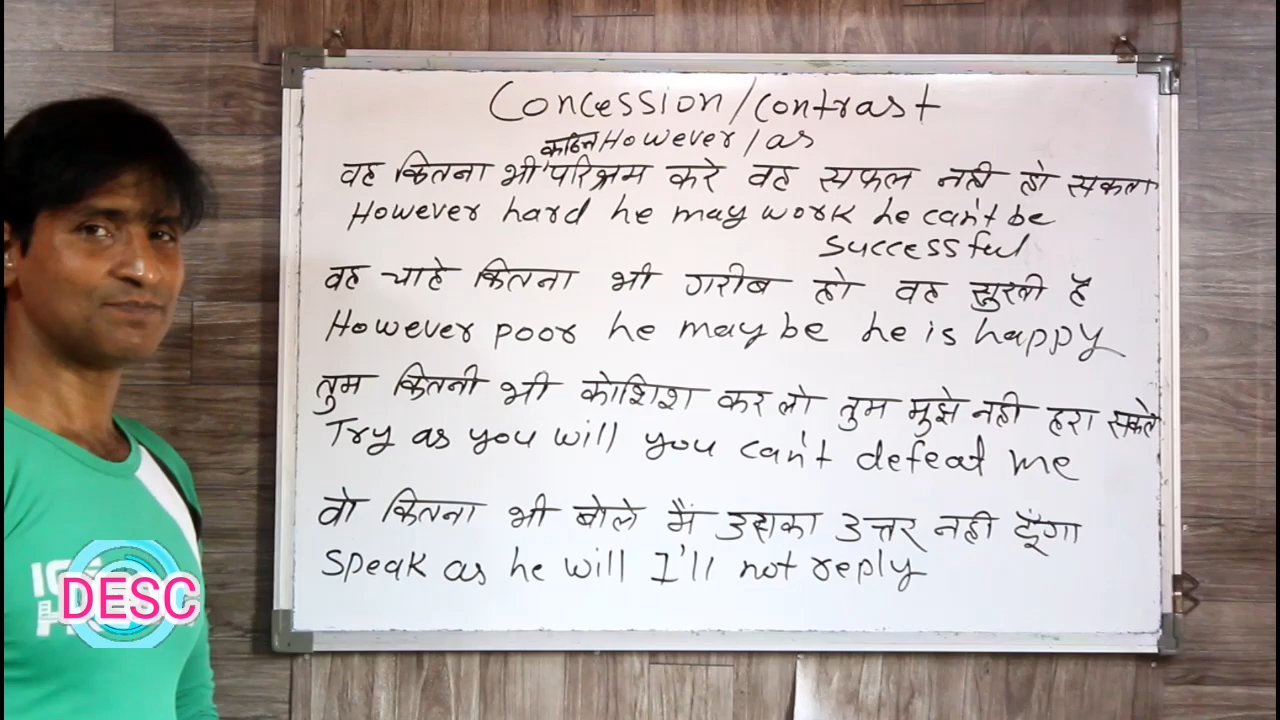 Concession/contrast
कठिन However/as
वह कितना भी परिश्रम करे वह सफल नही हो सकता
However hard he may work he can't be
successful
वह चाहे कितना भी गरीब हो वह सुखी है
However poor he may be he is happy
तुम कितनी भी कोशिश कर लो तुम मुझे नही हरा सकते
Try as you will you can't defeat me
वो कितना भी बोले मैं उसका उत्तर नही दूँगा
Speak as he will I'll not reply
DESC